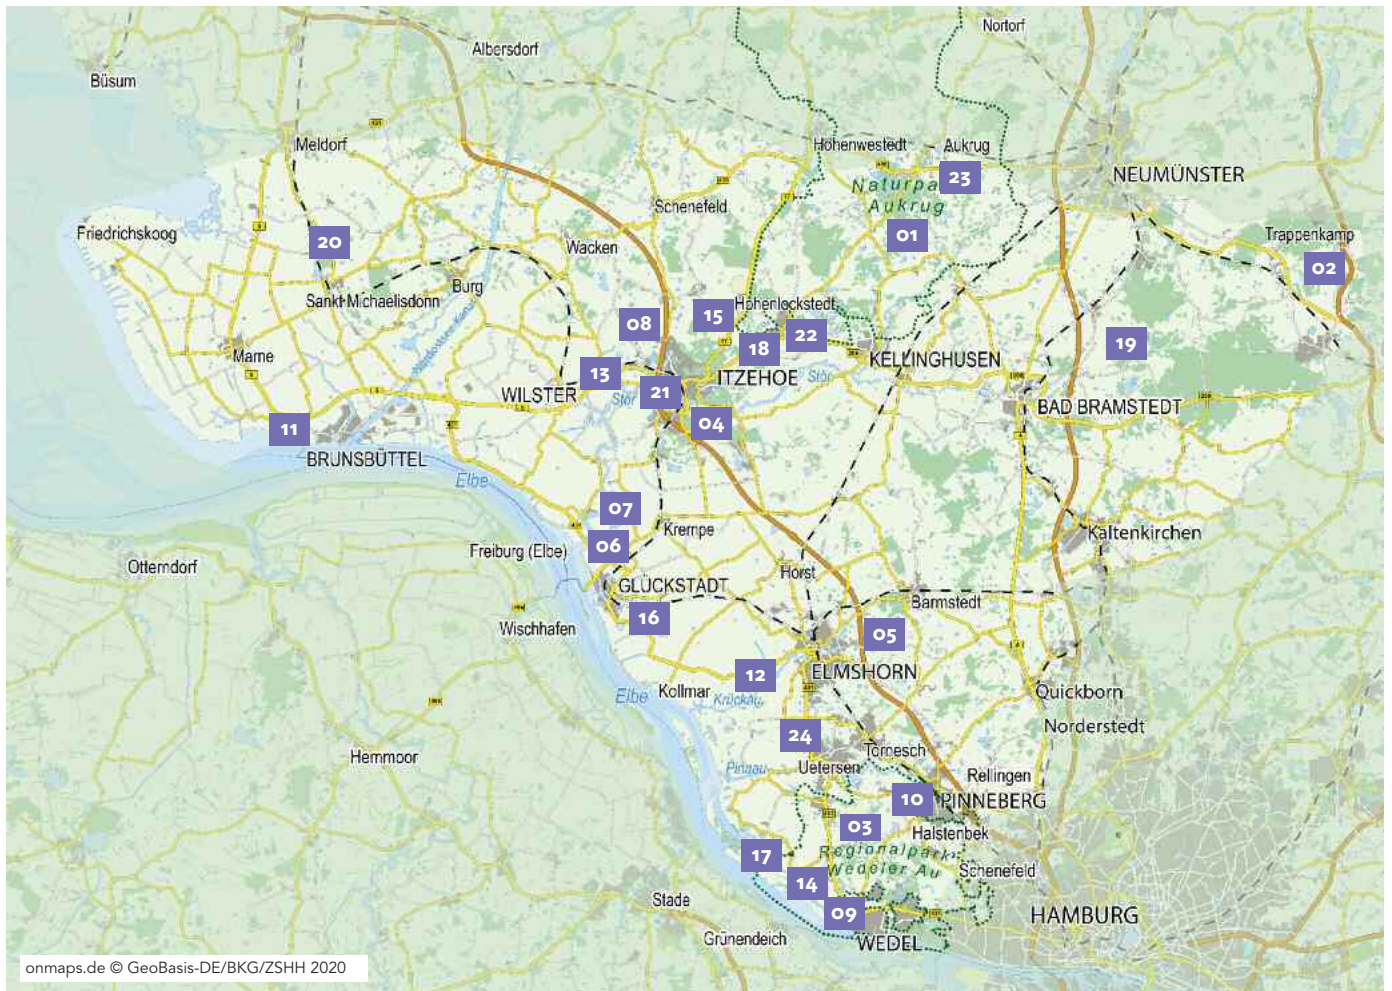 Nortorf
Albersdorf
Büsum
Meldorf
Hohenwestedt
Aukrug
NEUMÜNSTER
23
Naturpa
Aukrug
Schenefeld
Friedrichskoog
20
Wacken
01
Trappenkamp
02
Burg
Sankt Michaelisdonn
Hohenlockstedt
15
08
22
19
18
Marne
KELLINGHUSEN
13
ITZEHOE
Stör
WILSTER
21
Stör
Nordostsee-Kanal
BAD BRAMSTEDT
04
11
BRUNSBÜTTEL
Elbe
07
Krempe
Kaltenkirchen
06
Freiburg (Elbe)
Otterndorf
Horst
GLÜCKSTADT
Barmstedt
16
Wischhafen
05
12
ELMSHORN
Kollmar
Elbe
Krückau
Quickborn
Norderstedt
24
Tornesch
Hemmoor
Pinnau
Uetersen
Rellingen
10
PINNEBERG
03
Halstenbek
17
Regionalpark
Wedeler Au
Schenefeld
14
Stade
09
HAMBURG
Grünendeich
WEDEL
onmaps.de © GeoBasis-DE/BKG/ZSHH 2020